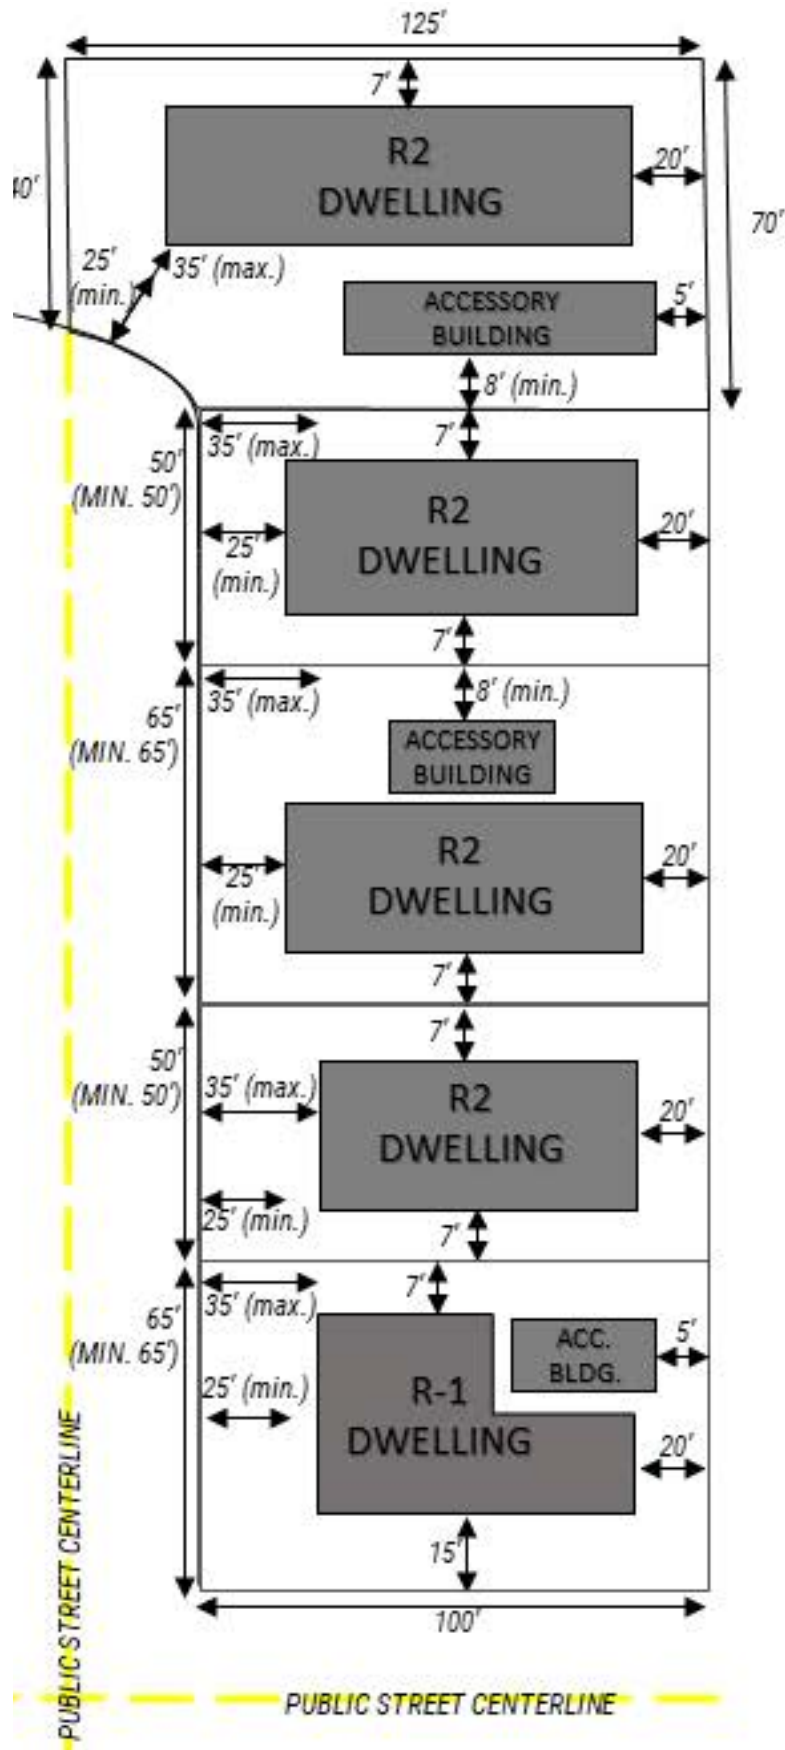 125'
7'
R2
DWELLING
20'
70'
25'
(min.)
35' (max.)
ACCESSORY
BUILDING
5'
8' (min.)
35' (max.)
7'
50'
(MIN. 50')
R2
DWELLING
25'
(min.)
20'
7'
35' (max.)
8' (min.)
65'
(MIN. 65')
ACCESSORY
BUILDING
R2
DWELLING
25'
(min.)
20'
7'
7'
50'
(MIN. 50')
35' (max.)
R2
DWELLING
20'
25' (min.)
7'
7'
35' (max.)
65'
(MIN. 65')
ACC.
BLDG.
5'
25' (min.)
R-1
DWELLING
20'
15'
100'
PUBLIC STREET CENTERLINE
PUBLIC STREET CENTERLINE